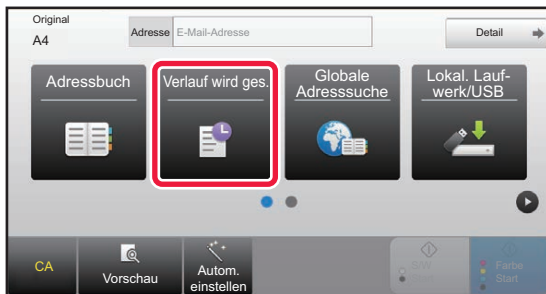 Original
A4
Adresse E-Mail-Adresse
Detail
Adressbuch
Verlauf wird ges.
Globale
Adresssuche
Lokal. Lauf-
werk/USB
CA
Vorschau
Autom.
einstellen
S/W
Start
Farbe
Start